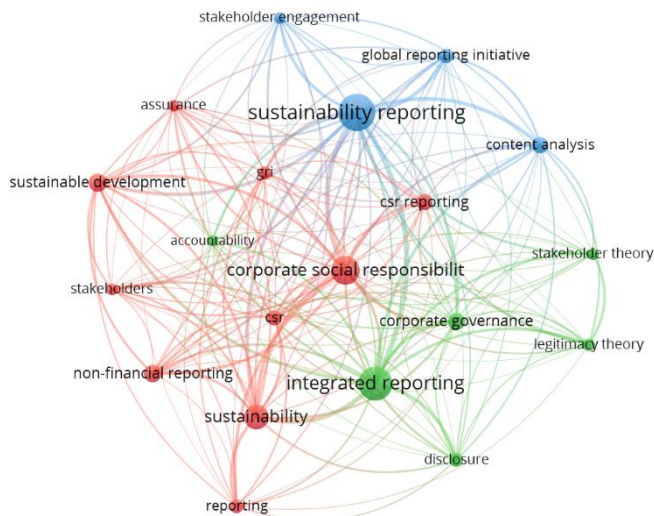 stakeholder engagement
global reporting initiative
assurance
sustainability reporting
content analysis
sustainable development
gri
csr reporting
accountability
stakeholder theory
corporate social responsibilit
stakeholders
csr
corporate governance
legitimacy theory
non-financial reporting
integrated reporting
sustainability
disclosure
reporting